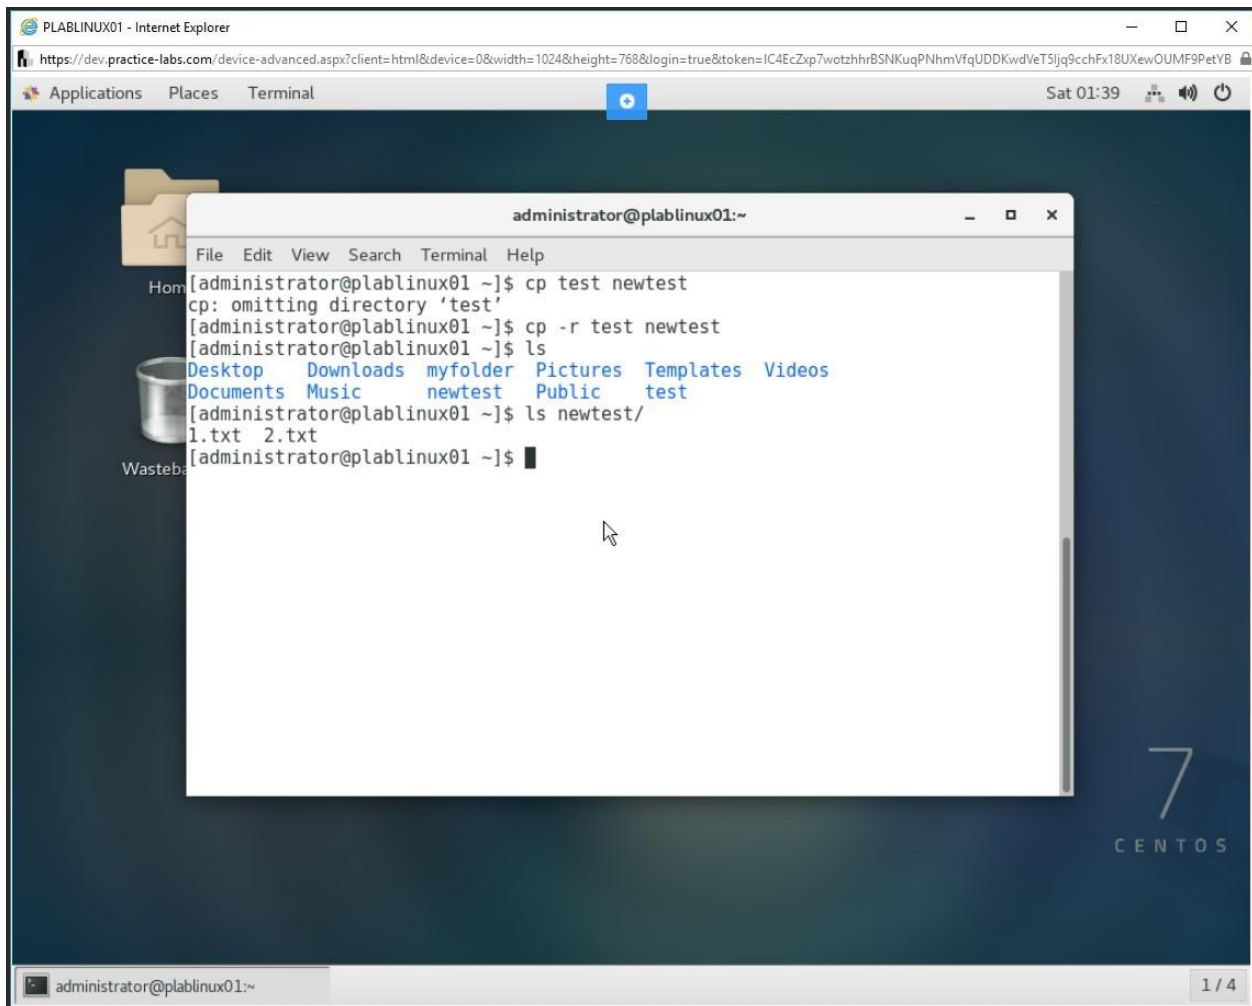 PLABLINUX01 - Internet Explorer
https://dev.practice-labs.com/device-advanced.aspx?client=html&device=0&width=1024&height=768&login=true&token=IC4EcZxp7wotzhhrBSNKuqPNhmVfqUDDKwdVeT5Ijq9cchFx18UXewOUMF9PetYB
Applications Places Terminal Sat 01:39
administrator@plablinux01:~
File Edit View Search Terminal Help
[administrator@plablinux01 ~]$ cp test newtest
cp: omitting directory ‘test’
[administrator@plablinux01 ~]$ cp -r test newtest
[administrator@plablinux01 ~]$ ls
Desktop Downloads myfolder Pictures Templates Videos
Documents Music newtest Public test
[administrator@plablinux01 ~]$ ls newtest/
1.txt 2.txt
[administrator@plablinux01 ~]$
Hom
Wasteba
7
CENTOS
administrator@plablinux01:~ 1 / 4